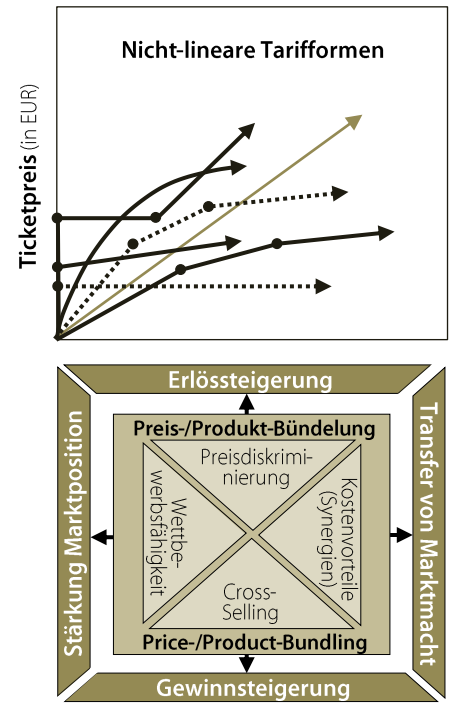 Nicht-lineare Tarifformen
Ticketpreis (in EUR)
Erlössteigerung
Stärkung Marktposition
Transfer von Marktmacht
Preis-/Produkt-Bündelung
Preisdiskrimi-
nierung
Wettbe-
werbsfähigkeit
Kostenvorteile
(Synergien)
Cross-
Selling
Price-/Product-Bundling
Gewinnsteigerung